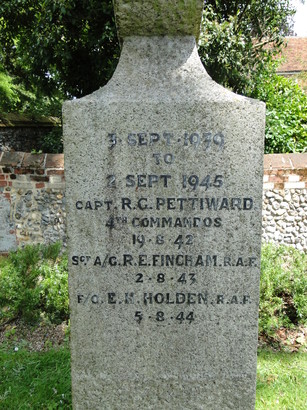 3 SEPT · 1939
TO
2 SEPT 1945
CAPT. R.G. PETTIWARD.
4TH COMMANDOS
19·8·42
SGT A/G. R.E. FINCHAM. R.A.F.
2·8·43
F/O. E.H. HOLDEN. R.A.F.
5·8·44